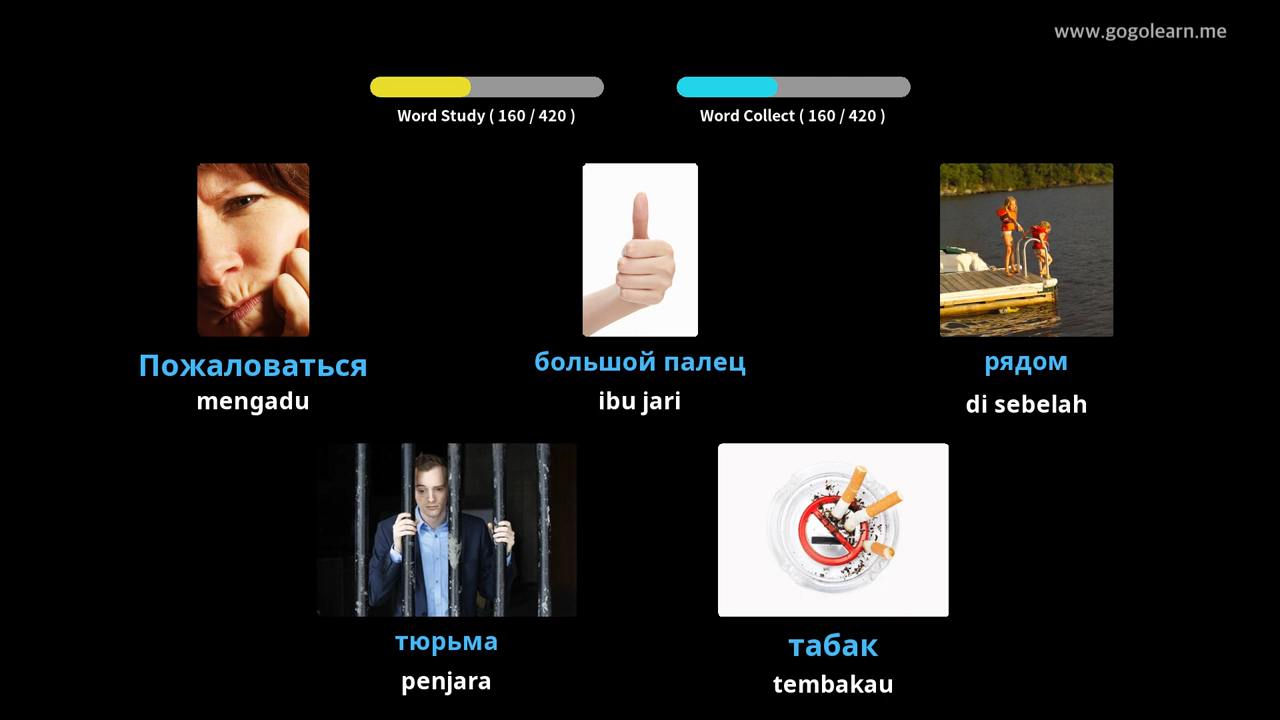 www.gogolearn.me
Word Study ( 160 / 420 )
Word Collect ( 160 / 420 )
Пожаловаться
mengadu
большой палец
ibu jari
рядом
di sebelah
тюрьма
penjara
табак
tembakau